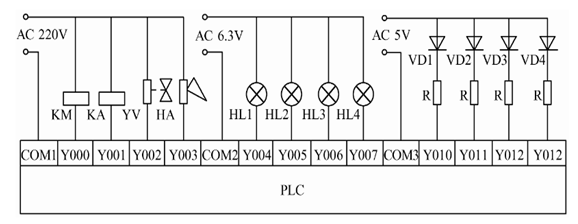 AC 220V AC 6.3V AC 5V
VD1 VD2 VD3 VD4
KM KA YV HA HL1 HL2 HL3 HL4 R R R R
COM1 Y000 Y001 Y002 Y003 COM2 Y004 Y005 Y006 Y007 COM3 Y010 Y011 Y012 Y012
PLC